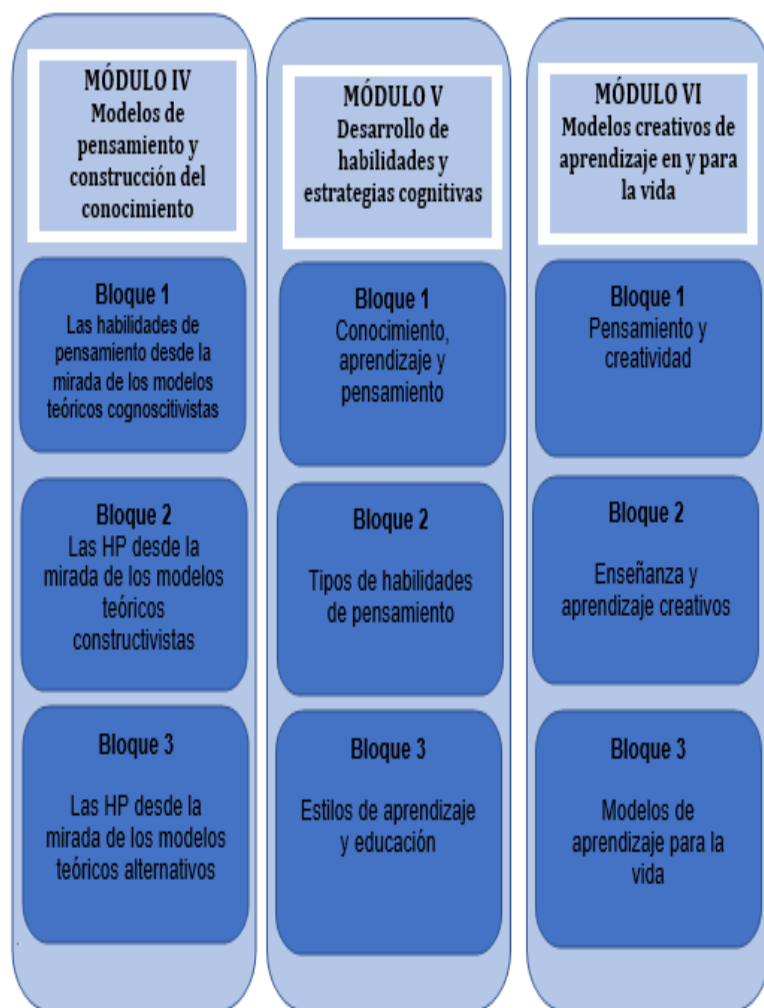 MÓDULO IV
Modelos de
pensamiento y
construcción del
conocimiento
Bloque 1
Las habilidades de
pensamiento desde la
mirada de los modelos
teóricos cognoscitivistas
Bloque 2
Las HP desde la
mirada de los modelos
teóricos
constructivistas
Bloque 3
Las HP desde la
mirada de los modelos
teóricos alternativos
MÓDULO V
Desarrollo de
habilidades y
estrategias cognitivas
Bloque 1
Conocimiento,
aprendizaje y
pensamiento
Bloque 2
Tipos de habilidades
de pensamiento
Bloque 3
Estilos de aprendizaje
y educación
MÓDULO VI
Modelos creativos de
aprendizaje en y para
la vida
Bloque 1
Pensamiento y
creatividad
Bloque 2
Enseñanza y
aprendizaje creativos
Bloque 3
Modelos de
aprendizaje para la
vida